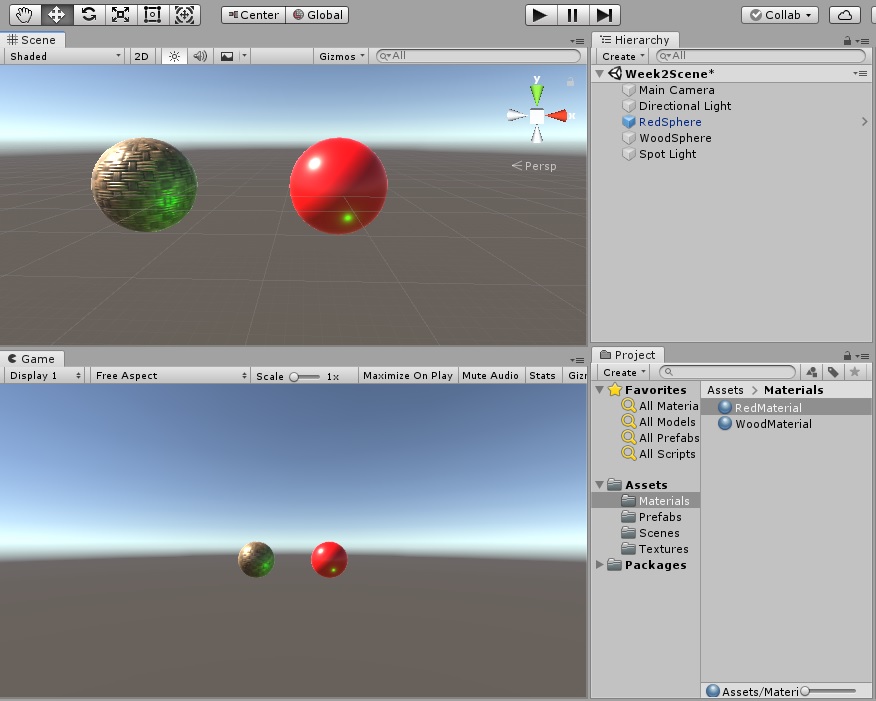 Center Global Collab
Scene
Shaded 2D Gizmos All
y
x
Persp
Hierarchy
Create All
Week2Scene*
Main Camera
Directional Light
RedSphere
WoodSphere
Spot Light
Game
Display 1 Free Aspect Scale 1x Maximize On Play Mute Audio Stats Giz
Project
Create
Favorites
All Materia
All Models
All Prefabs
All Scripts
Assets
Materials
Prefabs
Scenes
Textures
Packages
Assets > Materials
RedMaterial
WoodMaterial
Assets/Materi